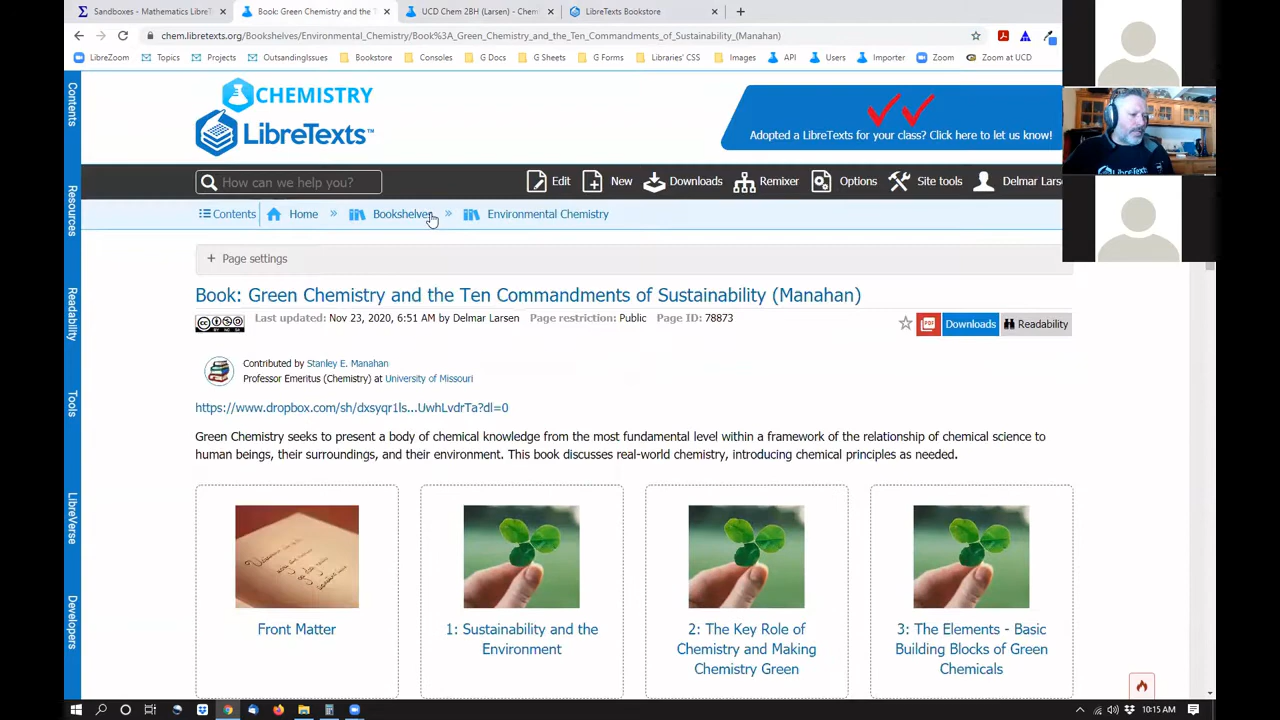 Sandboxes - Mathematics LibreT
Book: Green Chemistry and the T
UCD Chem 2BH (Larsen) - Chem
LibreTexts Bookstore
chem.libretexts.org/Bookshelves/Environmental_Chemistry/Book%3A_Green_Chemistry_and_the_Ten_Commandments_of_Sustainability_(Manahan)
LibreZoom Topics Projects OutsandingIssues Bookstore Consoles G Docs G Sheets G Forms Libraries' CSS Images API Users Importer Zoom Zoom at UCD
CHEMISTRY
LibreTexts™
Adopted a LibreTexts for your class? Click here to let us know!
How can we help you?
Edit New Downloads Remixer Options Site tools Delmar Lars
Contents Home » Bookshelves » Environmental Chemistry
+ Page settings
Book: Green Chemistry and the Ten Commandments of Sustainability (Manahan)
Last updated: Nov 23, 2020, 6:51 AM by Delmar Larsen Page restriction: Public Page ID: 78873
PDF Downloads Readability
Contributed by Stanley E. Manahan
Professor Emeritus (Chemistry) at University of Missouri
https://www.dropbox.com/sh/dxsyqr1ls...UwhLvdrTa?dl=0
Green Chemistry seeks to present a body of chemical knowledge from the most fundamental level within a framework of the relationship of chemical science to
human beings, their surroundings, and their environment. This book discusses real-world chemistry, introducing chemical principles as needed.
Front Matter
1: Sustainability and the
Environment
2: The Key Role of
Chemistry and Making
Chemistry Green
3: The Elements - Basic
Building Blocks of Green
Chemicals
Contents
Resources
Readability
Tools
LibreVerse
Developers
10:15 AM